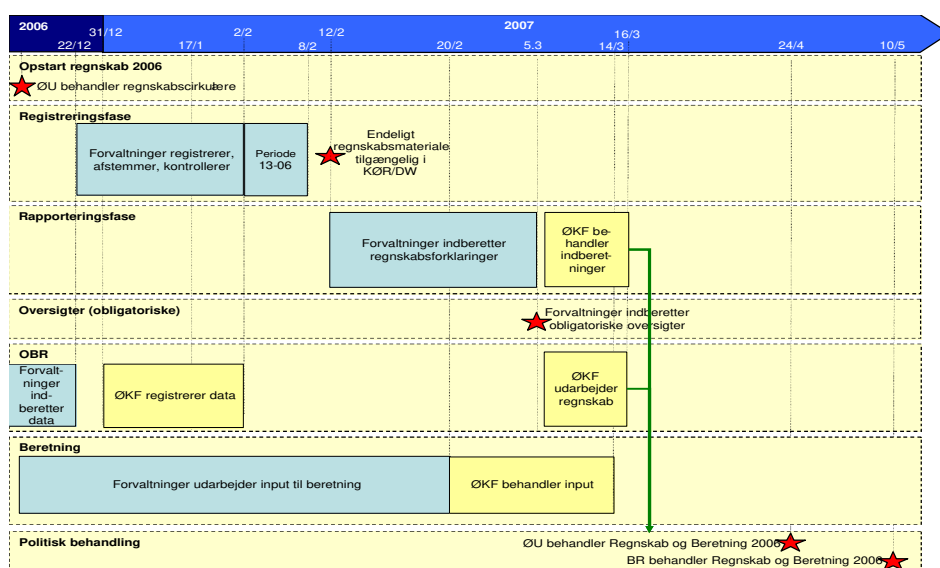 2006
2007
31/12
2/2
12/2
16/3
22/12
17/1
8/2
20/2
5.3
14/3
24/4
10/5
Opstart regnskab 2006
ØU behandler regnskabscirkulære
Registreringsfase
Forvaltninger registrerer,
afstemmer, kontrollerer
Periode
13-06
Endeligt
regnskabsmateriale
tilgængelig i
KØR/DW
Rapporteringsfase
Forvaltninger indberetter
regnskabsforklaringer
ØKF be-
handler
indberet-
ninger
Oversigter (obligatoriske)
Forvaltninger indberetter
obligatoriske oversigter
OBR
Forvalt-
ninger
ind-
beretter
data
ØKF registrerer data
ØKF
udarbejder
regnskab
Beretning
Forvaltninger udarbejder input til beretning
ØKF behandler input
Politisk behandling
ØU behandler Regnskab og Beretning 2006
BR behandler Regnskab og Beretning 2006